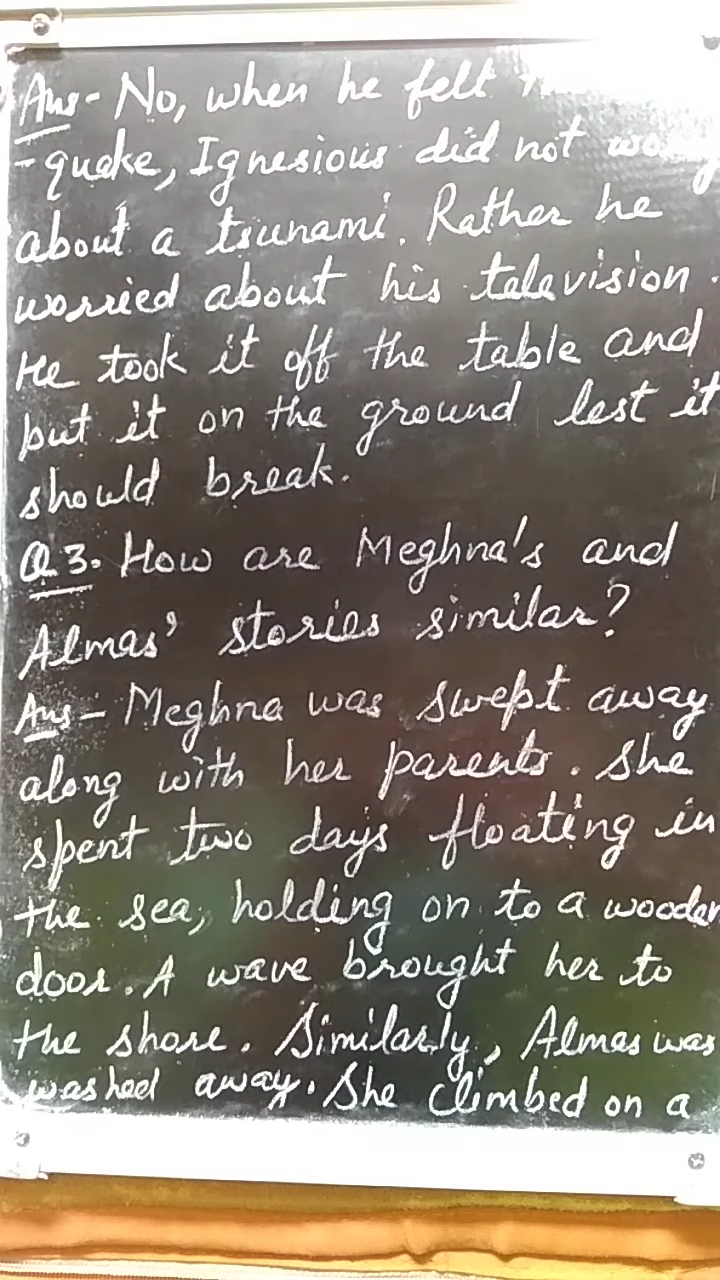 Ans- No, when he felt
-quake, Ignesious did not
about a tsunami. Rather he
worried about his television.
He took it off the table and
put it on the ground lest it
should break.
Q3. How are Meghna's and
Almas' stories similar?
Ans- Meghna was swept away
along with her parents. She
spent two days floating in
the sea, holding on to a wooden
door. A wave brought her to
the shore. Similarly, Almas was
washed away. She climbed on a